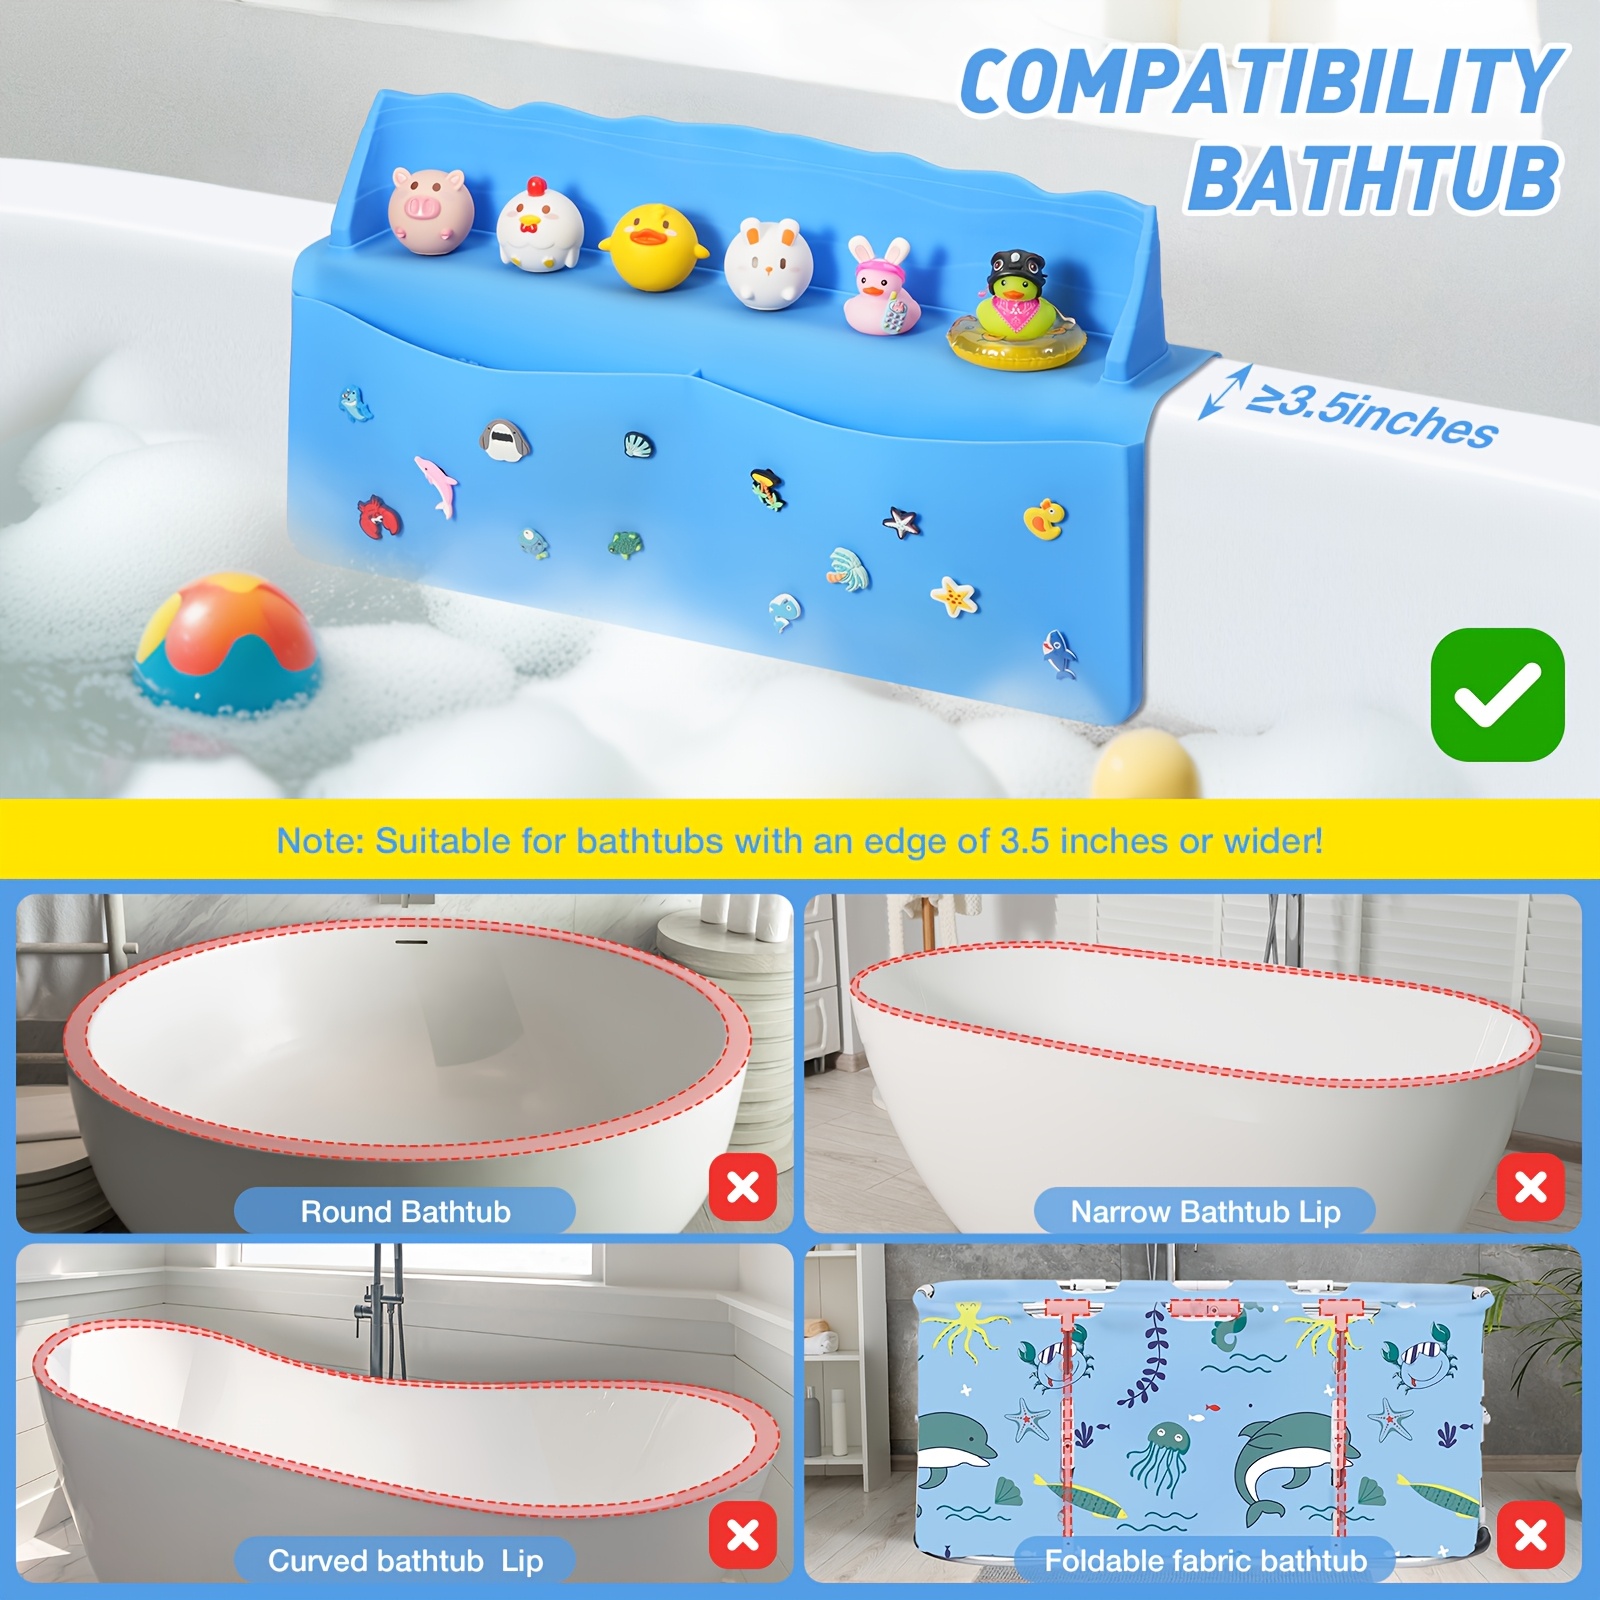 COMPATIBILITY
BATHTUB
≥3.5inches
Note: Suitable for bathtubs with an edge of 3.5 inches or wider!
Round Bathtub
Narrow Bathtub Lip
Curved bathtub Lip
Foldable fabric bathtub